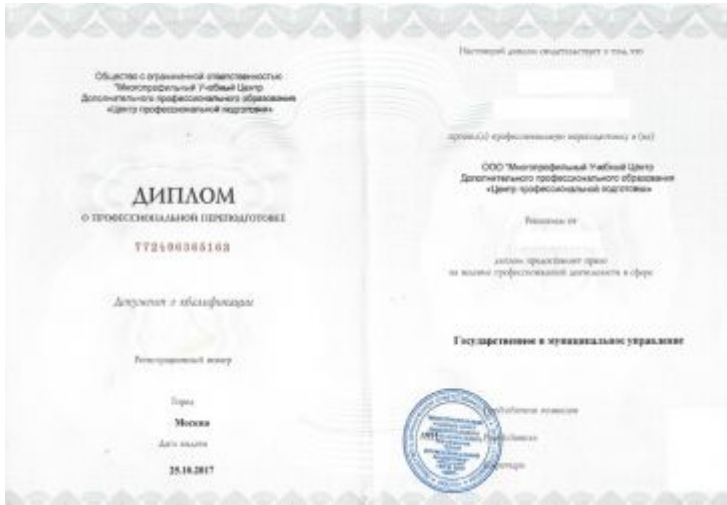 Общество с ограниченной ответственностью
"Многопрофильный Учебный Центр
Дополнительного профессионального образования
«Центр профессиональной подготовки»
ДИПЛОМ
О ПРОФЕССИОНАЛЬНОЙ ПЕРЕПОДГОТОВКЕ
772406365162
Документ о квалификации
Регистрационный номер
Город
Москва
Дата выдачи
25.10.2017
Настоящий диплом свидетельствует о том, что
прошел(а) профессиональную переподготовку в (на)
ООО "Многопрофильный Учебный Центр
Дополнительного профессионального образования
«Центр профессиональной подготовки»
Решением от
диплом предоставляет право
на ведение профессиональной деятельности в сфере
Государственное и муниципальное управление
Председатель комиссии
Руководитель
Секретарь